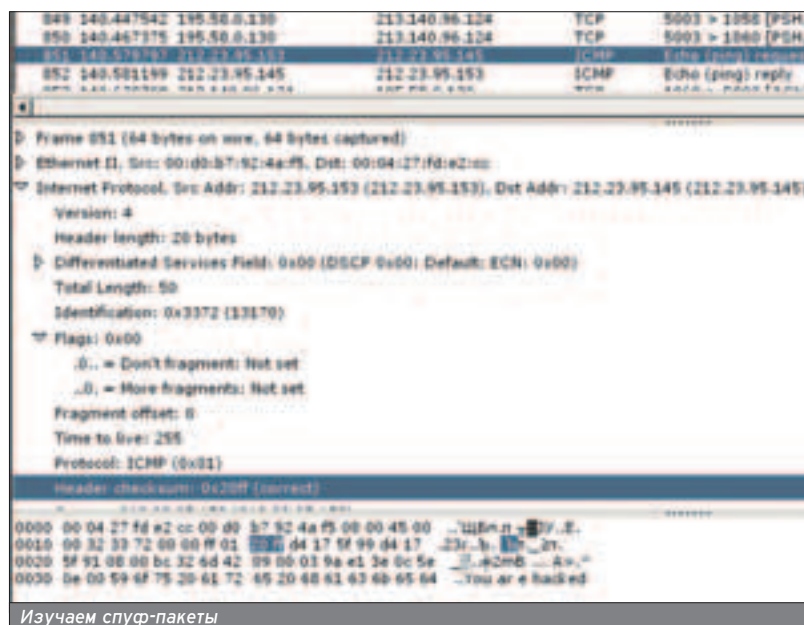 849 140.447542 195.58.0.130 213.140.96.124 TCP 5003 > 1058 [PSH
850 140.467375 195.58.0.130 213.140.96.124 TCP 5003 > 1060 [PSH
851 140.579797 212.23.95.153 212.23.95.145 ICMP Echo (ping) reque
852 140.581199 212.23.95.145 212.23.95.153 ICMP Echo (ping) reply
Frame 851 (64 bytes on wire, 64 bytes captured)
Ethernet II, Src: 00:d0:b7:92:4a:f5, Dst: 00:04:27:fd:e2:cc
Internet Protocol, Src Addr: 212.23.95.153 (212.23.95.153), Dst Addr: 212.23.95.145 (212.23.95.145)
Version: 4
Header length: 20 bytes
Differentiated Services Field: 0x00 (DSCP 0x00: Default; ECN: 0x00)
Total Length: 50
Identification: 0x3372 (13170)
Flags: 0x00
.0.. = Don't fragment: Not set
..0. = More fragments: Not set
Fragment offset: 0
Time to live: 255
Protocol: ICMP (0x01)
Header checksum: 0x20ff (correct)
0000 00 04 27 fd e2 cc 00 d0 b7 92 4a f5 08 00 45 00
0010 00 32 33 72 00 00 ff 01 20 ff d4 17 5f 99 d4 17
0020 5f 91 08 00 bc 32 6d 42 09 00 03 9a e1 3e 0c 5e
0030 0e 00 59 6f 75 20 61 72 65 20 68 61 63 6b 65 64 ..You ar e hacked
Изучаем спуф-пакеты